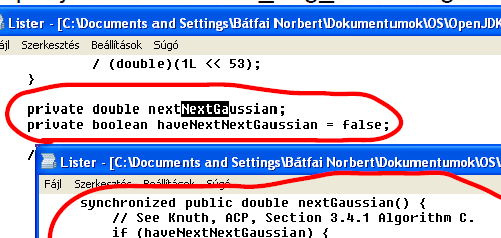 Lister - [C:\Documents and Settings\Bátfai Norbert\Dokumentumok\OS\OpenJDK
ájl Szerkesztés Beállítások Súgó
/ (double)(1L << 53);
}
private double nextNextGaussian;
private boolean haveNextNextGaussian = false;
/
Lister - [C:\Documents and Settings\Bátfai Norbert\Dokumentumok\OS\
Fájl Szerkesztés Beállítások Súgó
synchronized public double nextGaussian() {
// See Knuth, ACP, Section 3.4.1 Algorithm C.
if (haveNextNextGaussian) {